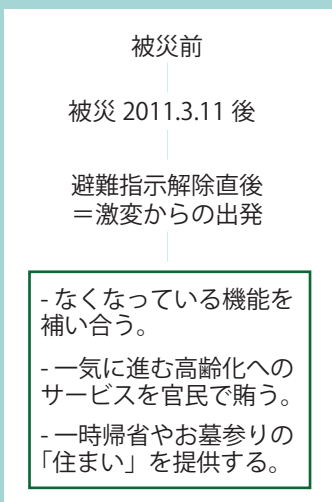 被災前
被災 2011.3.11 後
避難指示解除直後
＝激変からの出発
- なくなっている機能を
補い合う。
- 一気に進む高齢化への
サービスを官民で賄う。
- 一時帰省やお墓参りの
「住まい」を提供する。